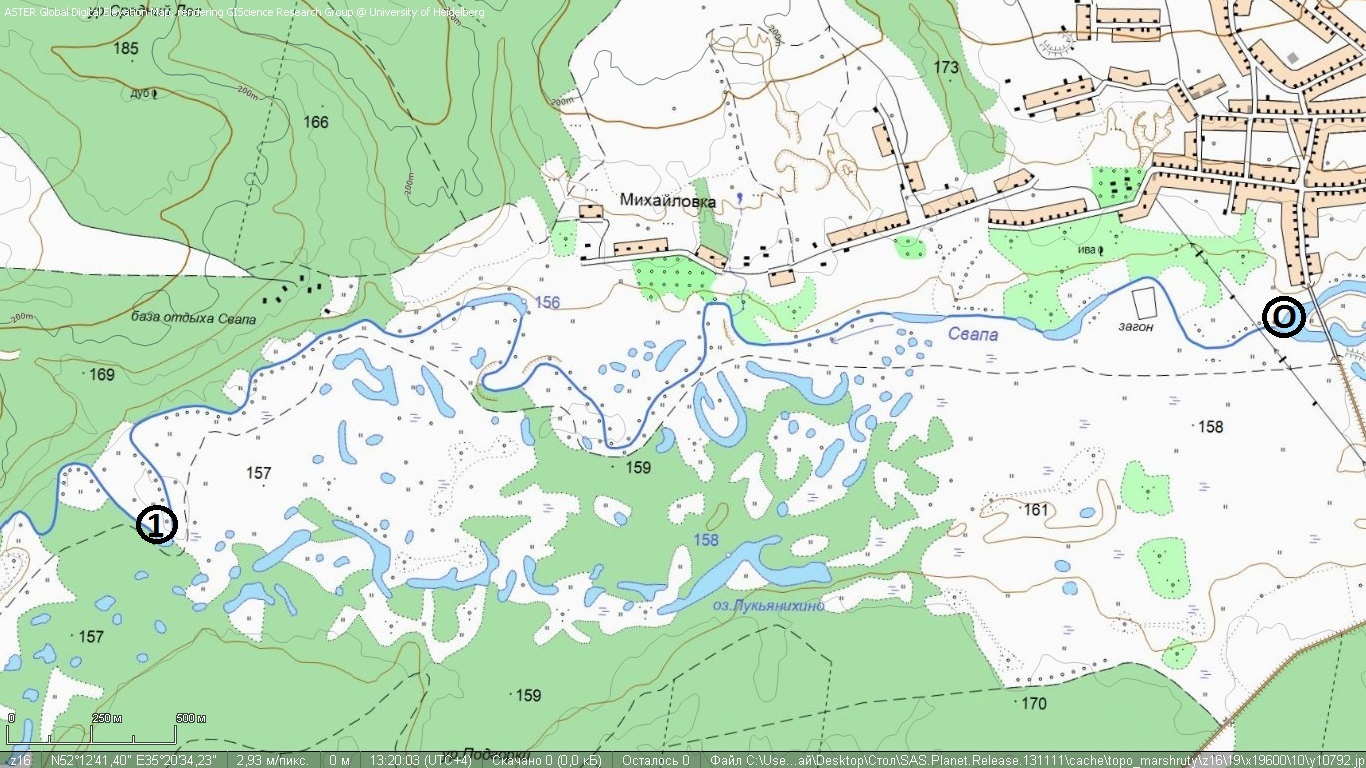 ASTER Global Digital Elevation Map, rendering GIScience Research Group @ University of Heidelberg
185
дуб
200m
166
200m
200m
200m
173
Михайловка
ива
156
база отдыха Свапа
200m
загон
Свапа
O
169
157
159
158
161
1
158
оз.Лукьянихино
157
159
170
ур.Подгорки
0 250 м 500 м
z16 N52°12'41,40" E35°20'34,23" 2,93 м/пикс. 0 м 13:20:03 (UTC+4) Скачано 0 (0,0 кБ) Осталось 0 Файл C:\Use...ай\Desktop\Стол\SAS.Planet.Release.131111\cache\topo_marshruty\z16\19\x19600\10\y10792.jp